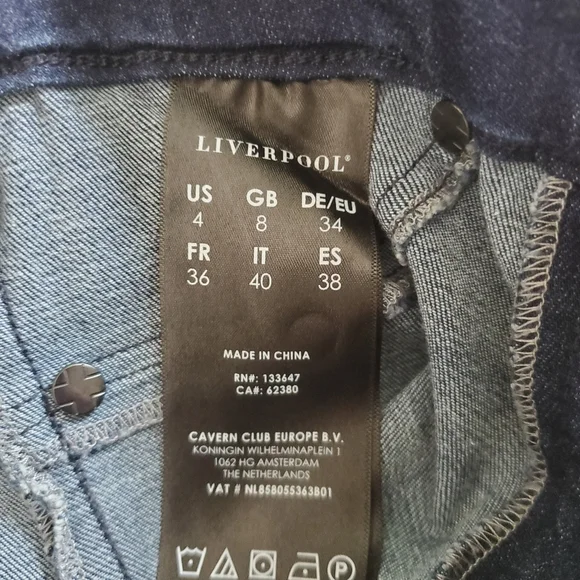 LIVERPOOL®
US GB DE/EU
4 8 34
FR IT ES
36 40 38
MADE IN CHINA
RN#: 133647
CA#: 62380
CAVERN CLUB EUROPE B.V.
KONINGIN WILHELMINAPLEIN 1
1062 HG AMSTERDAM
THE NETHERLANDS
VAT # NL858055363B01
P